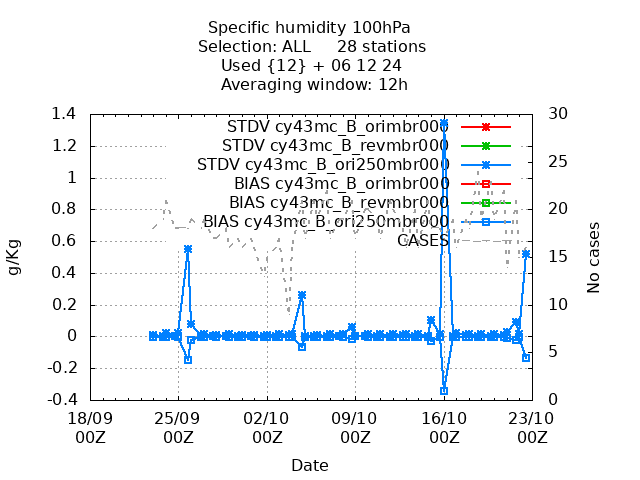 Specific humidity 100hPa
Selection: ALL 28 stations
Used {12} + 06 12 24
Averaging window: 12h
1.4
1.2
1
0.8
0.6
0.4
0.2
0
-0.2
-0.4
g/Kg
STDV cy43mc_B_orimbr000
STDV cy43mc_B_revmbr000
STDV cy43mc_B_ori250mbr000
BIAS cy43mc_B_orimbr000
BIAS cy43mc_B_revmbr000
BIAS cy43mc_B_ori250mbr000
CASES
30
25
20
15
10
5
0
No cases
18/09 25/09 02/10 09/10 16/10 23/10
00Z 00Z 00Z 00Z 00Z 00Z
Date